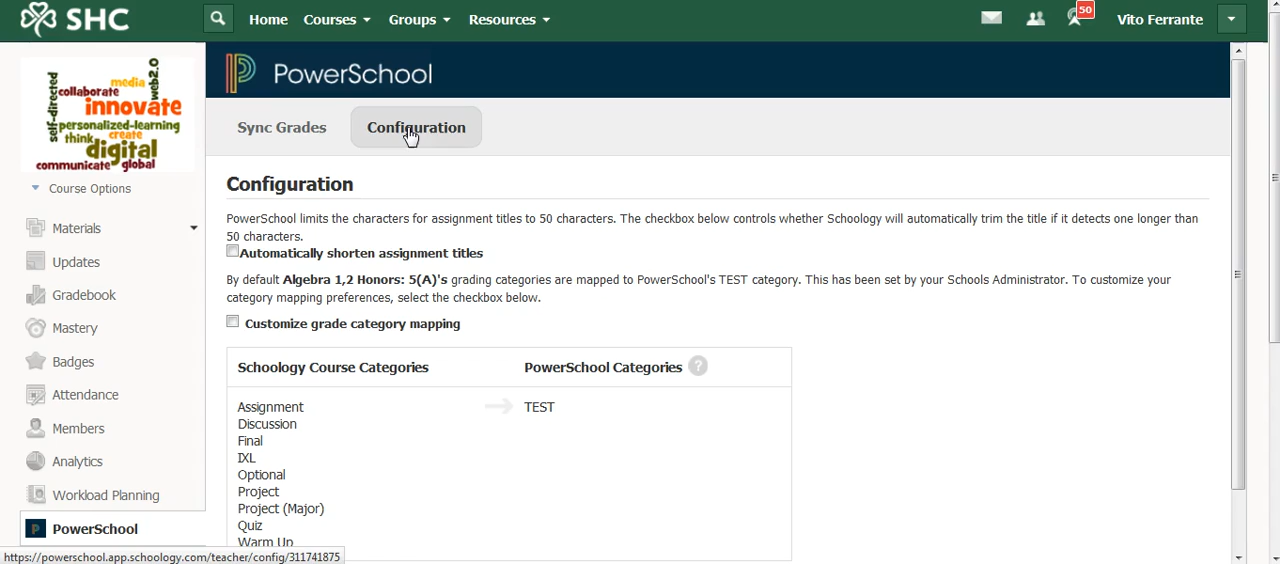 SHC
Home Courses Groups Resources
50
Vito Ferrante
self-directed
collaborate
media
web2.0
innovate
personalized-learning
think
create
digital
communicate
global
Course Options
Materials
Updates
Gradebook
Mastery
Badges
Attendance
Members
Analytics
Workload Planning
PowerSchool
PowerSchool
Sync Grades Configuration
Configuration
PowerSchool limits the characters for assignment titles to 50 characters. The checkbox below controls whether Schoology will automatically trim the title if it detects one longer than
50 characters.
Automatically shorten assignment titles
By default Algebra 1,2 Honors: 5(A)'s grading categories are mapped to PowerSchool's TEST category. This has been set by your Schools Administrator. To customize your
category mapping preferences, select the checkbox below.
Customize grade category mapping
Schoology Course Categories PowerSchool Categories ?
Assignment TEST
Discussion
Final
IXL
Optional
Project
Project (Major)
Quiz
Warm Up
https://powerschool.app.schoology.com/teacher/config/311741875